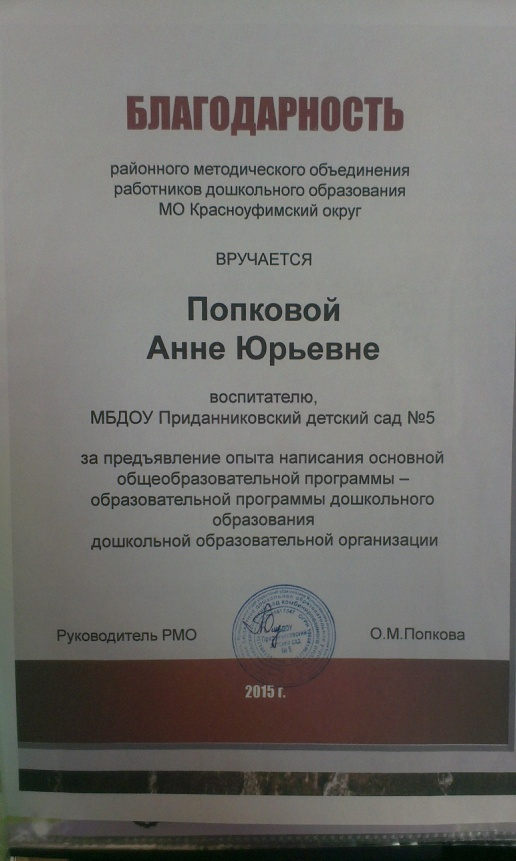 БЛАГОДАРНОСТЬ
районного методического объединения
работников дошкольного образования
МО Красноуфимский округ
ВРУЧАЕТСЯ
Попковой
Анне Юрьевне
воспитателю,
МБДОУ Приданниковский детский сад №5
за предъявление опыта написания основной
общеобразовательной программы –
образовательной программы дошкольного
образования
дошкольной образовательной организации
Руководитель РМО
О.М.Попкова
2015 г.